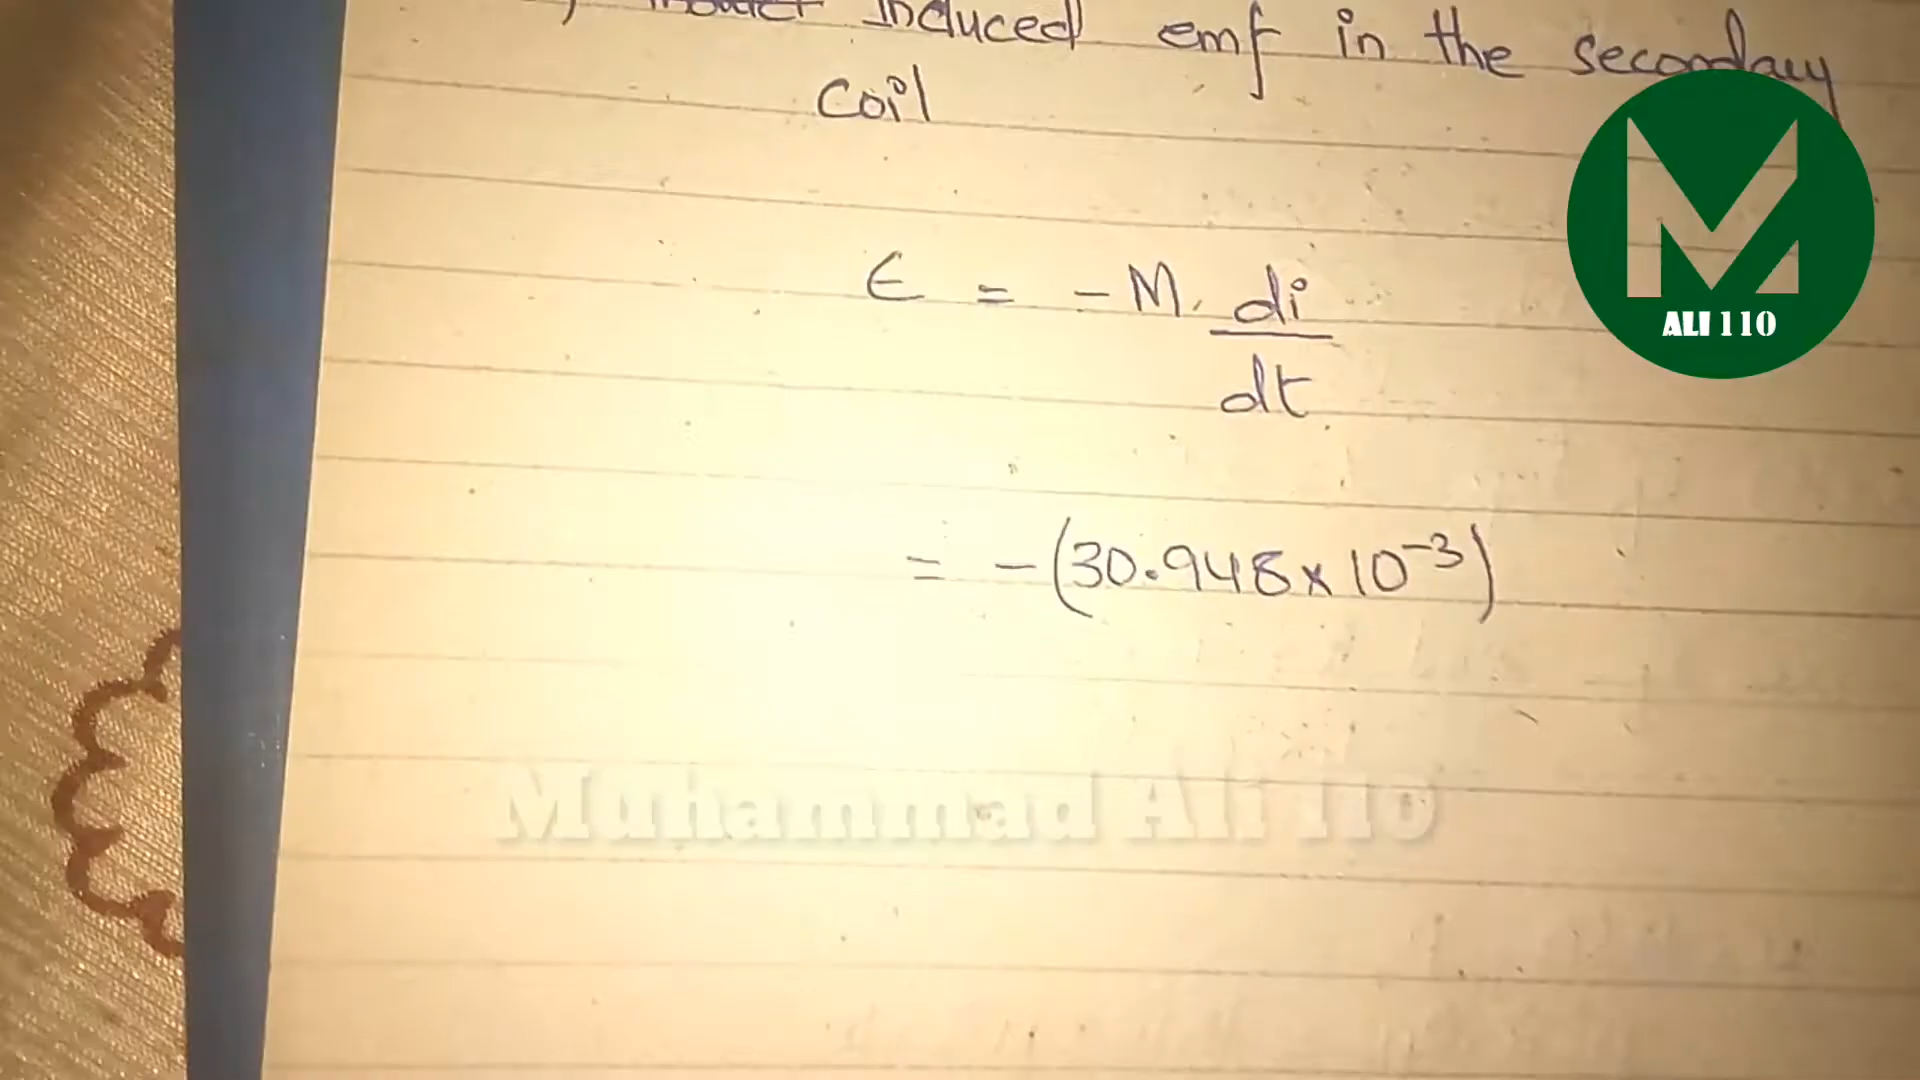 Induced emf in the secondary
coil
ε = -M. di/dt
= -(30.948×10⁻³)
ALI 110
Muhammad Ali 110